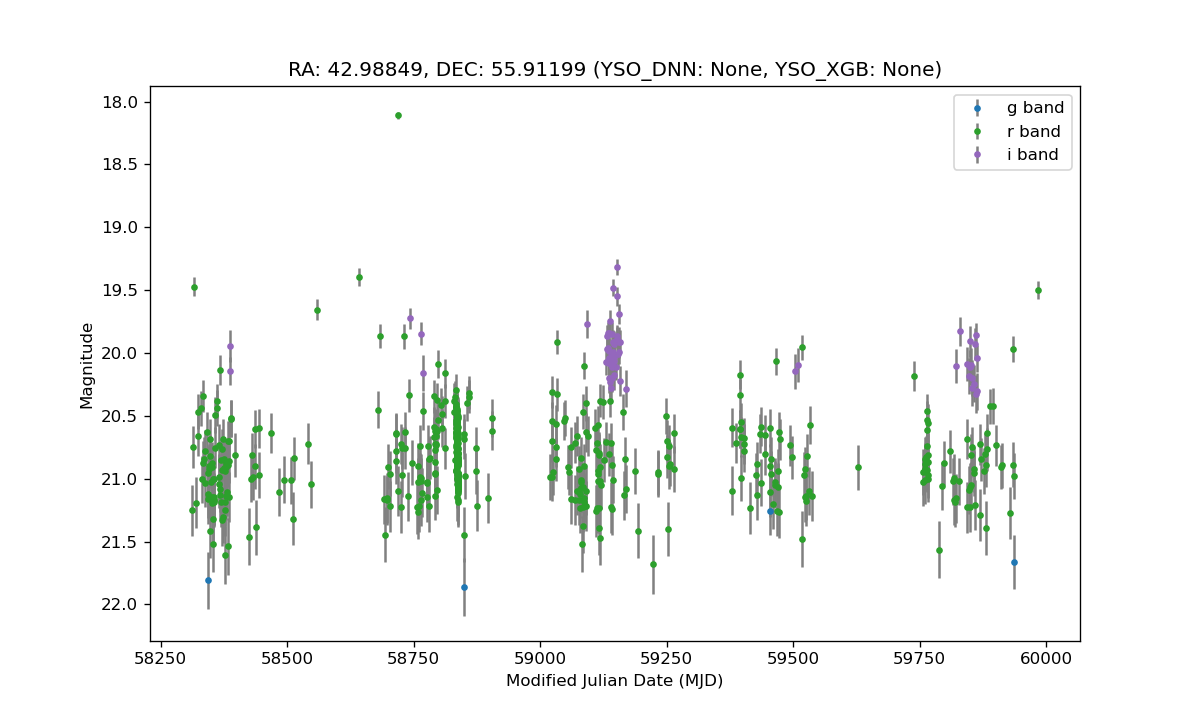 RA: 42.98849, DEC: 55.91199 (YSO_DNN: None, YSO_XGB: None)
g band
r band
i band
18.0
18.5
19.0
19.5
20.0
20.5
21.0
21.5
22.0
Magnitude
58250 58500 58750 59000 59250 59500 59750 60000
Modified Julian Date (MJD)